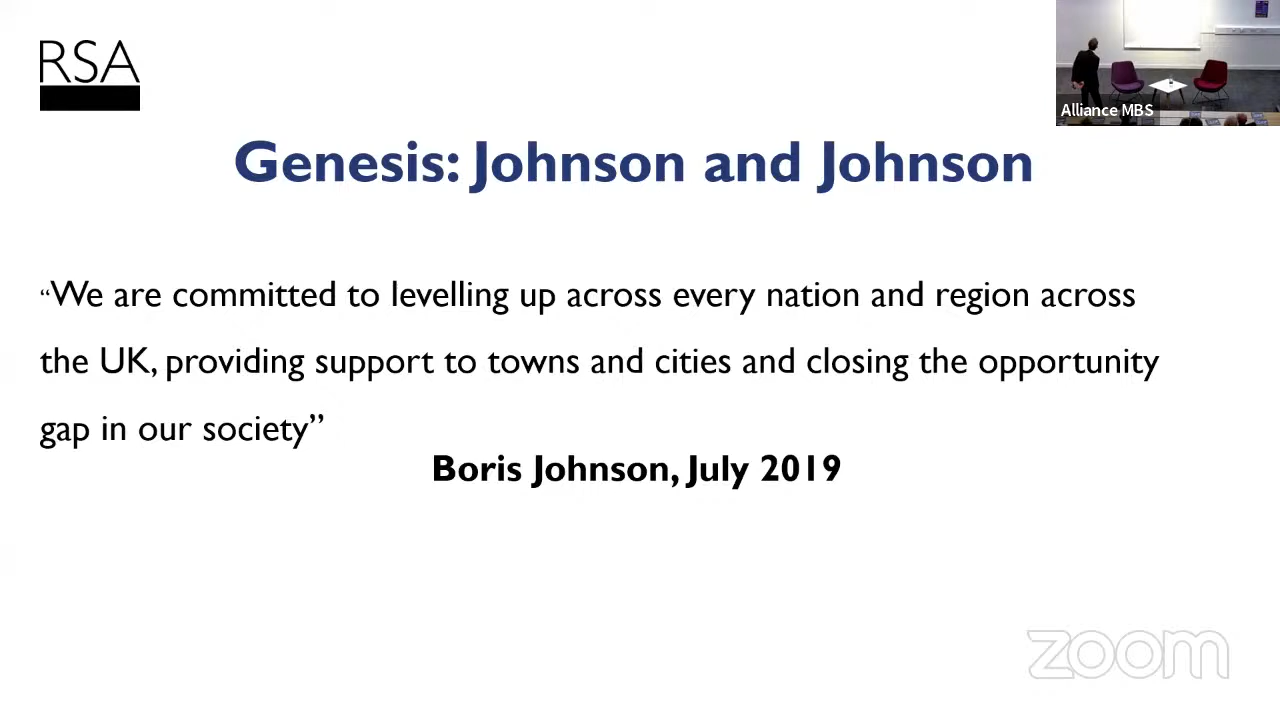 RSA
Alliance MBS
Genesis: Johnson and Johnson
“We are committed to levelling up across every nation and region across
the UK, providing support to towns and cities and closing the opportunity
gap in our society”
Boris Johnson, July 2019
zoom